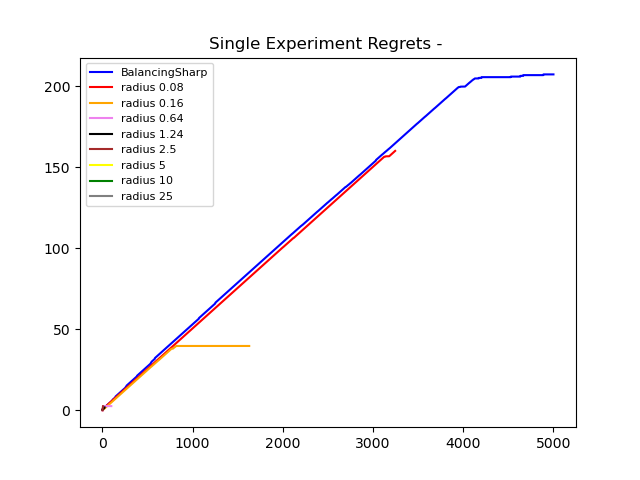 Single Experiment Regrets -
BalancingSharp
radius 0.08
radius 0.16
radius 0.64
radius 1.24
radius 2.5
radius 5
radius 10
radius 25
200
150
100
50
0
0 1000 2000 3000 4000 5000